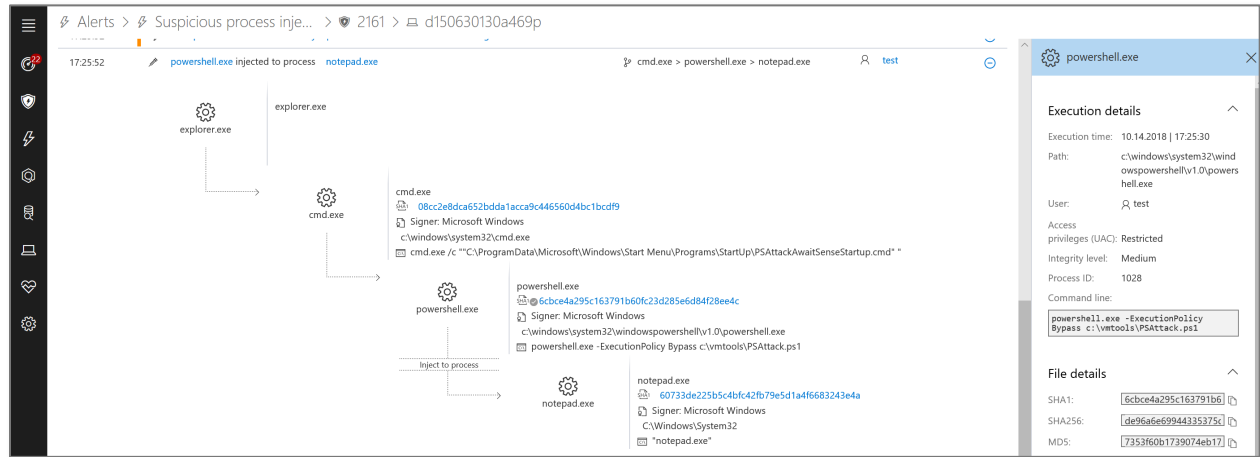 Alerts > Suspicious process inje... > 2161 > d150630130a469p
22
17:25:52 powershell.exe injected to process notepad.exe cmd.exe > powershell.exe > notepad.exe test
explorer.exe
explorer.exe
cmd.exe
cmd.exe
SHA1 08cc2e8dca652bdda1acca9c446560d4bc1bcdf9
Signer: Microsoft Windows
c:\windows\system32\cmd.exe
cmd.exe /c ""C:\ProgramData\Microsoft\Windows\Start Menu\Programs\StartUp\PSAttackAwaitSenseStartup.cmd" "
powershell.exe
powershell.exe
SHA1 6cbce4a295c163791b60fc23d285e6d84f28ee4c
Signer: Microsoft Windows
c:\windows\system32\windowspowershell\v1.0\powershell.exe
powershell.exe -ExecutionPolicy Bypass c:\vmtools\PSAttack.ps1
Inject to process
notepad.exe
notepad.exe
SHA1 60733de225b5c4bfc42fb79e5d1a4f6683243e4a
Signer: Microsoft Windows
C:\Windows\System32
"notepad.exe"
powershell.exe
Execution details
Execution time: 10.14.2018 | 17:25:30
Path: c:\windows\system32\wind
owspowershell\v1.0\powers
hell.exe
User: test
Access
privileges (UAC): Restricted
Integrity level: Medium
Process ID: 1028
Command line:
powershell.exe -ExecutionPolicy
Bypass c:\vmtools\PSAttack.ps1
File details
SHA1: 6cbce4a295c163791b6
SHA256: de96a6e69944335375c
MD5: 7353f60b1739074eb17